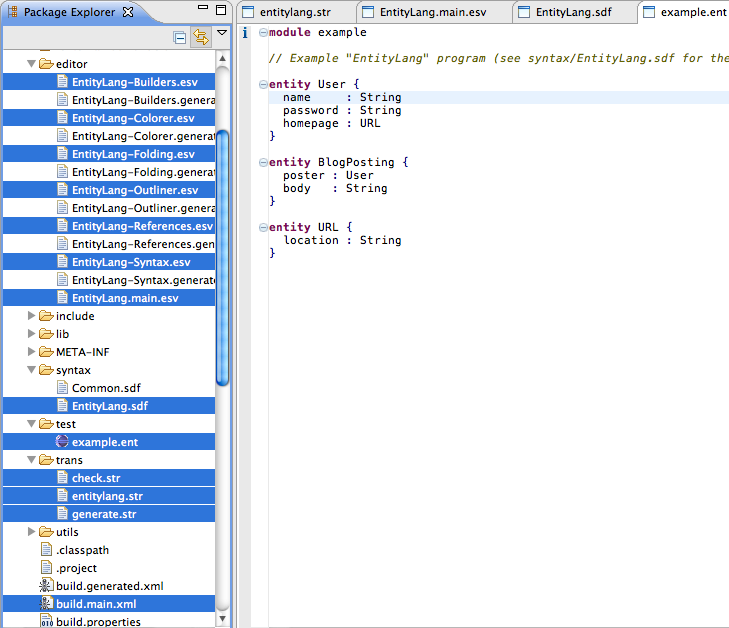 Package Explorer
editor
EntityLang-Builders.esv
EntityLang-Builders.genera
EntityLang-Colorer.esv
EntityLang-Colorer.generat
EntityLang-Folding.esv
EntityLang-Folding.generat
EntityLang-Outliner.esv
EntityLang-Outliner.genera
EntityLang-References.esv
EntityLang-References.gen
EntityLang-Syntax.esv
EntityLang-Syntax.generate
EntityLang.main.esv
include
lib
META-INF
syntax
Common.sdf
EntityLang.sdf
test
example.ent
trans
check.str
entitylang.str
generate.str
utils
.classpath
.project
build.generated.xml
build.main.xml
build.properties
entitylang.str EntityLang.main.esv EntityLang.sdf example.ent
module example
// Example "EntityLang" program (see syntax/EntityLang.sdf for the
entity User {
name : String
password : String
homepage : URL
}
entity BlogPosting {
poster : User
body : String
}
entity URL {
location : String
}